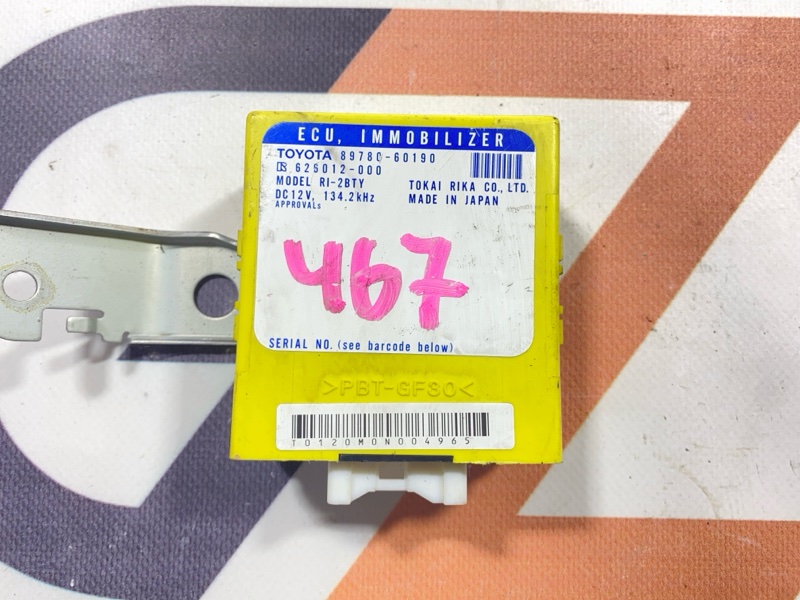 ECU, IMMOBILIZER
TOYOTA 89780-60190
625012-000
MODEL RI-2BTY TOKAI RIKA CO., LTD.
DC12V, 134.2kHz MADE IN JAPAN
APPROVALs
467
SERIAL NO. (see barcode below)
>PBT-GF30<
T0120M0N004965